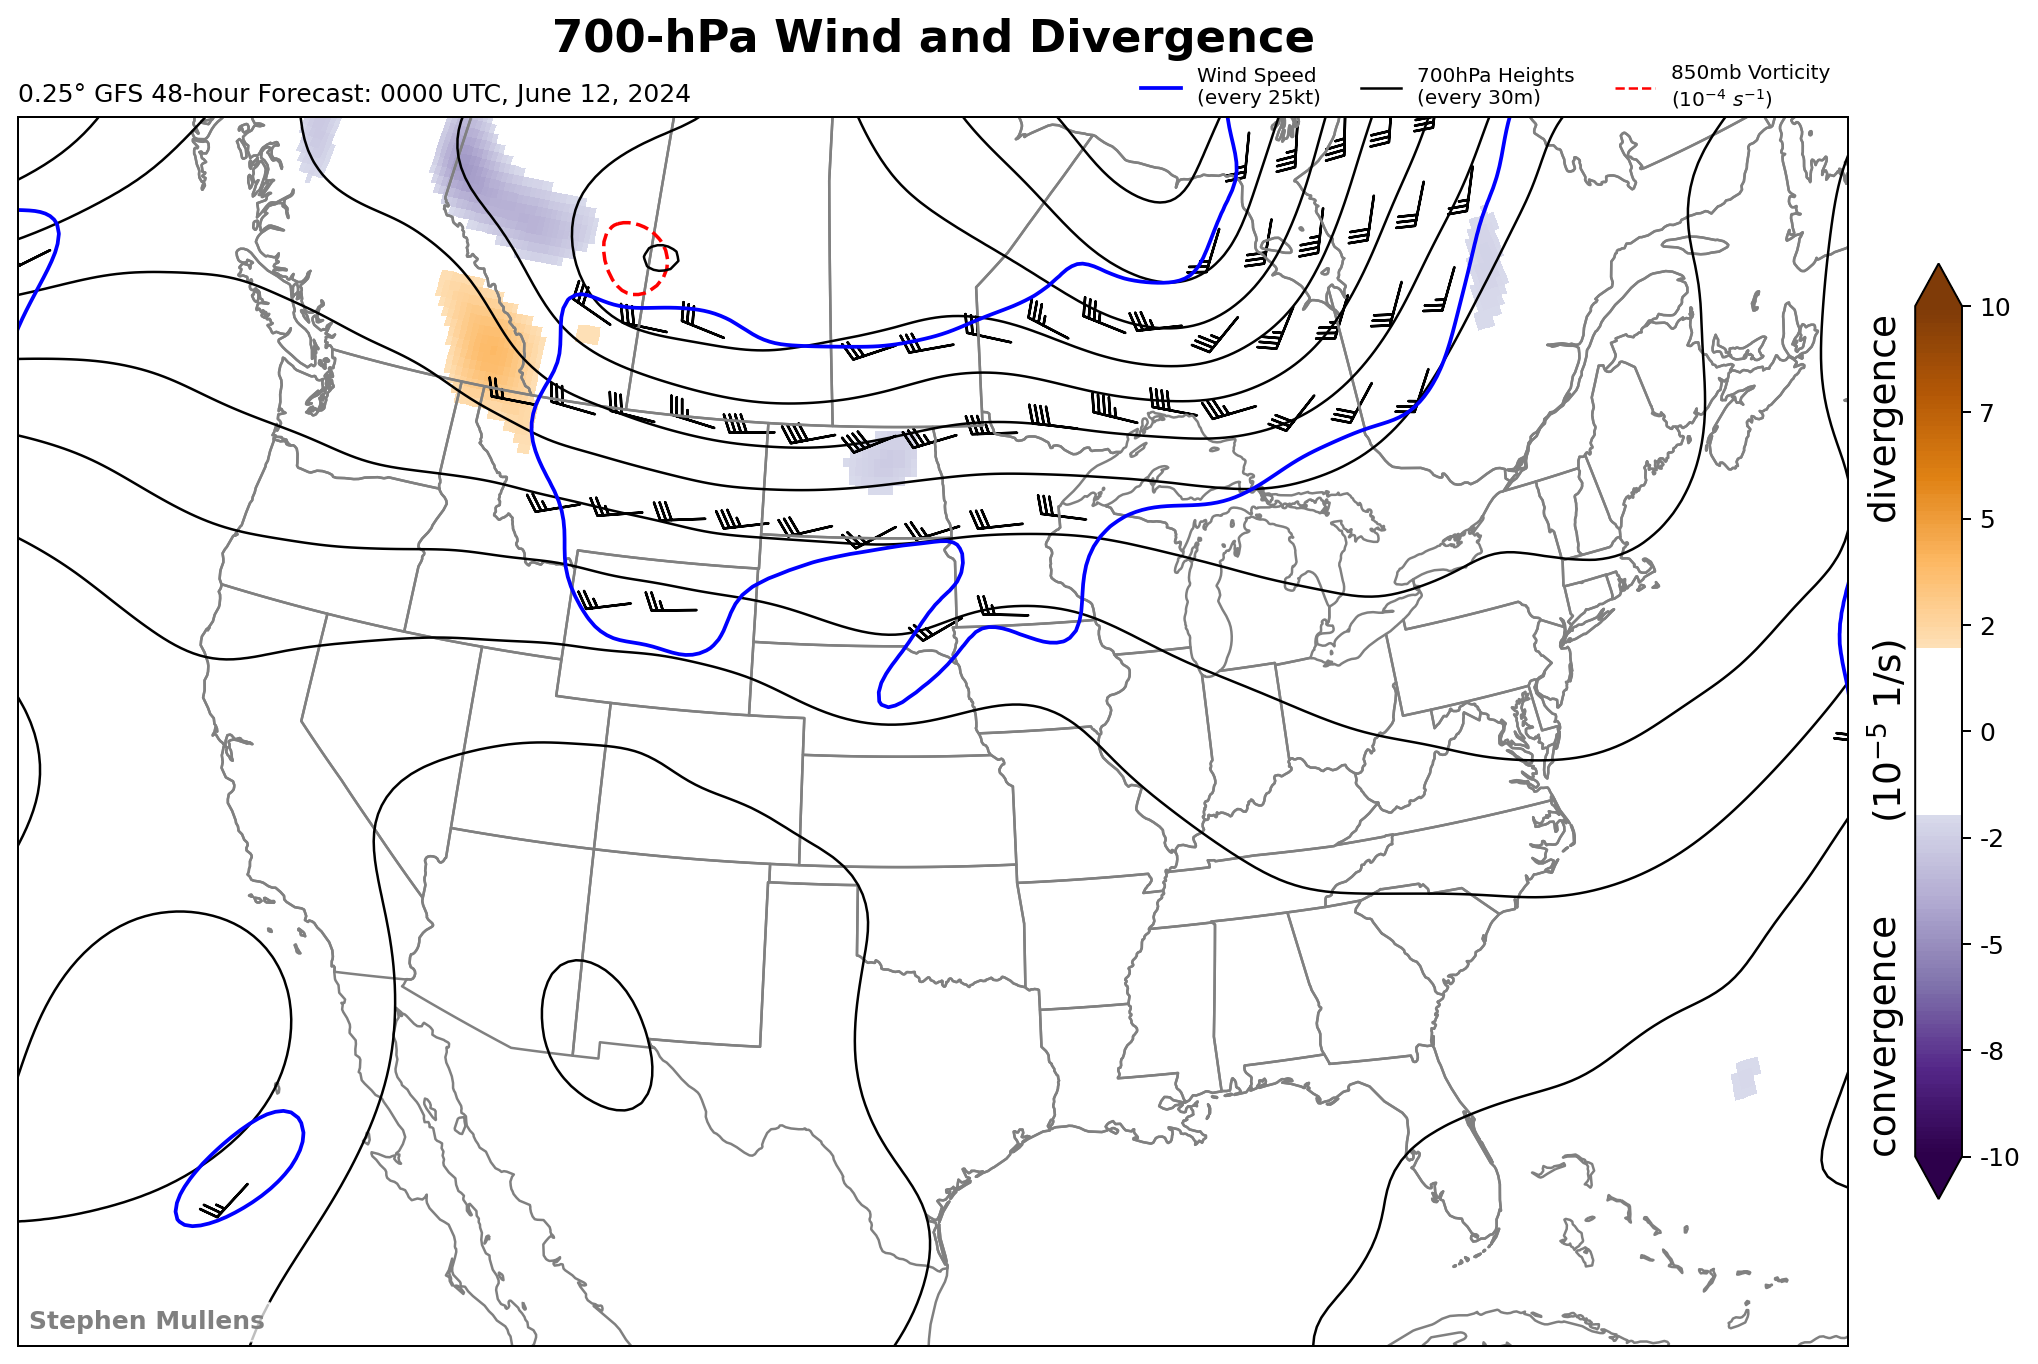 700-hPa Wind and Divergence
0.25° GFS 48-hour Forecast: 0000 UTC, June 12, 2024
Wind Speed
(every 25kt)
700hPa Heights
(every 30m)
850mb Vorticity
(10⁻⁴ s⁻¹)
10
7
5
2
0
-2
-5
-8
-10
convergence (10⁻⁵ 1/s) divergence
Stephen Mullens